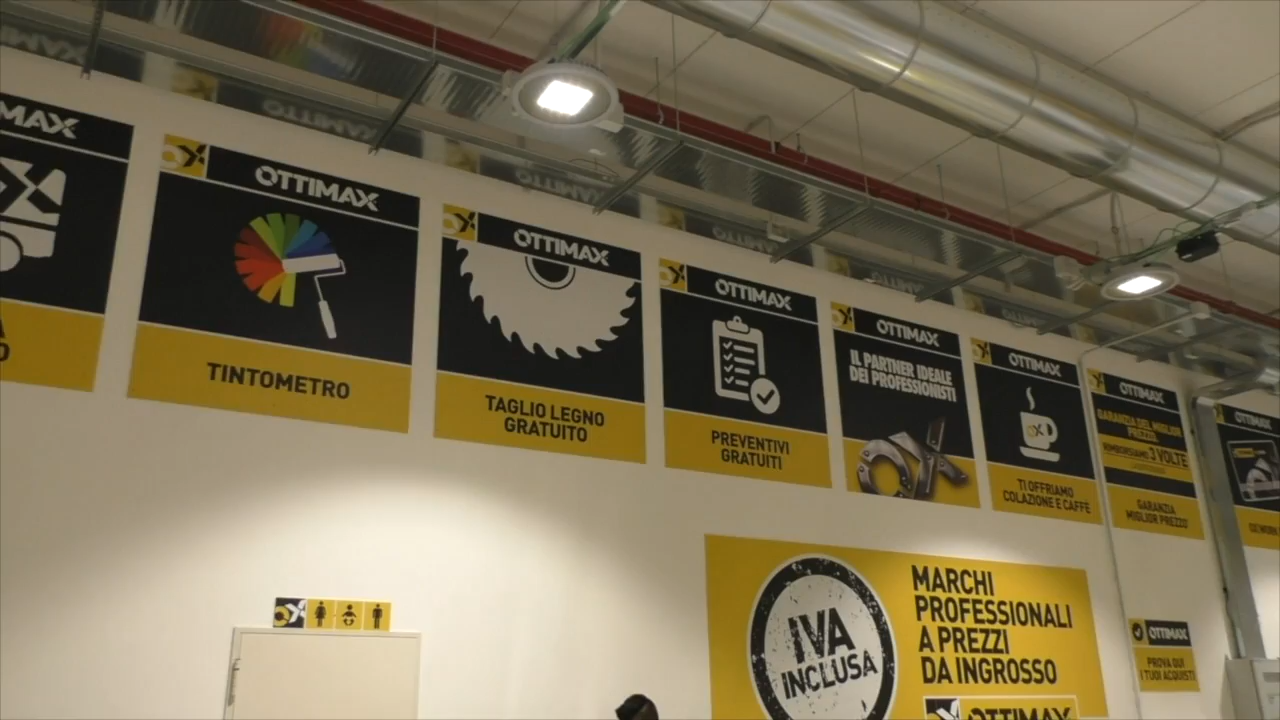 OTTIMAX
TINTOMETRO
OTTIMAX
TAGLIO LEGNO
GRATUITO
OTTIMAX
PREVENTIVI
GRATUITI
OTTIMAX
IL PARTNER IDEALE
DEI PROFESSIONISTI
OX
OTTIMAX
TI OFFRIAMO
COLAZIONE E CAFFÈ
OTTIMAX
GARANZIA DEL MIGLIOR
PREZZO
RIMBORSIAMO 3 VOLTE
GARANZIA
MIGLIOR PREZZO
OTTIMAX
IVA
INCLUSA
MARCHI
PROFESSIONALI
A PREZZI
DA INGROSSO
OTTIMAX
OTTIMAX
PROVA QUI
I TUOI ACQUISTI